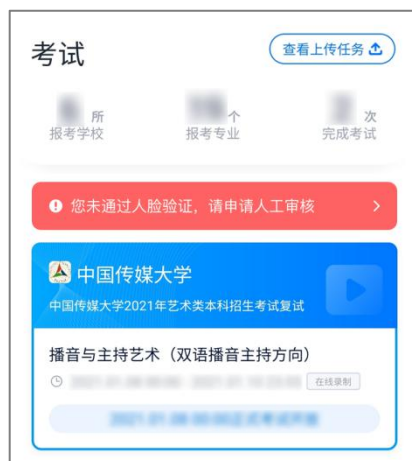 考试
查看上传任务
所
个
次
报考学校
报考专业
完成考试
您未通过人脸验证，请申请人工审核
中国传媒大学
中国传媒大学2021年艺术类本科招生考试复试
播音与主持艺术（双语播音主持方向）
在线录制